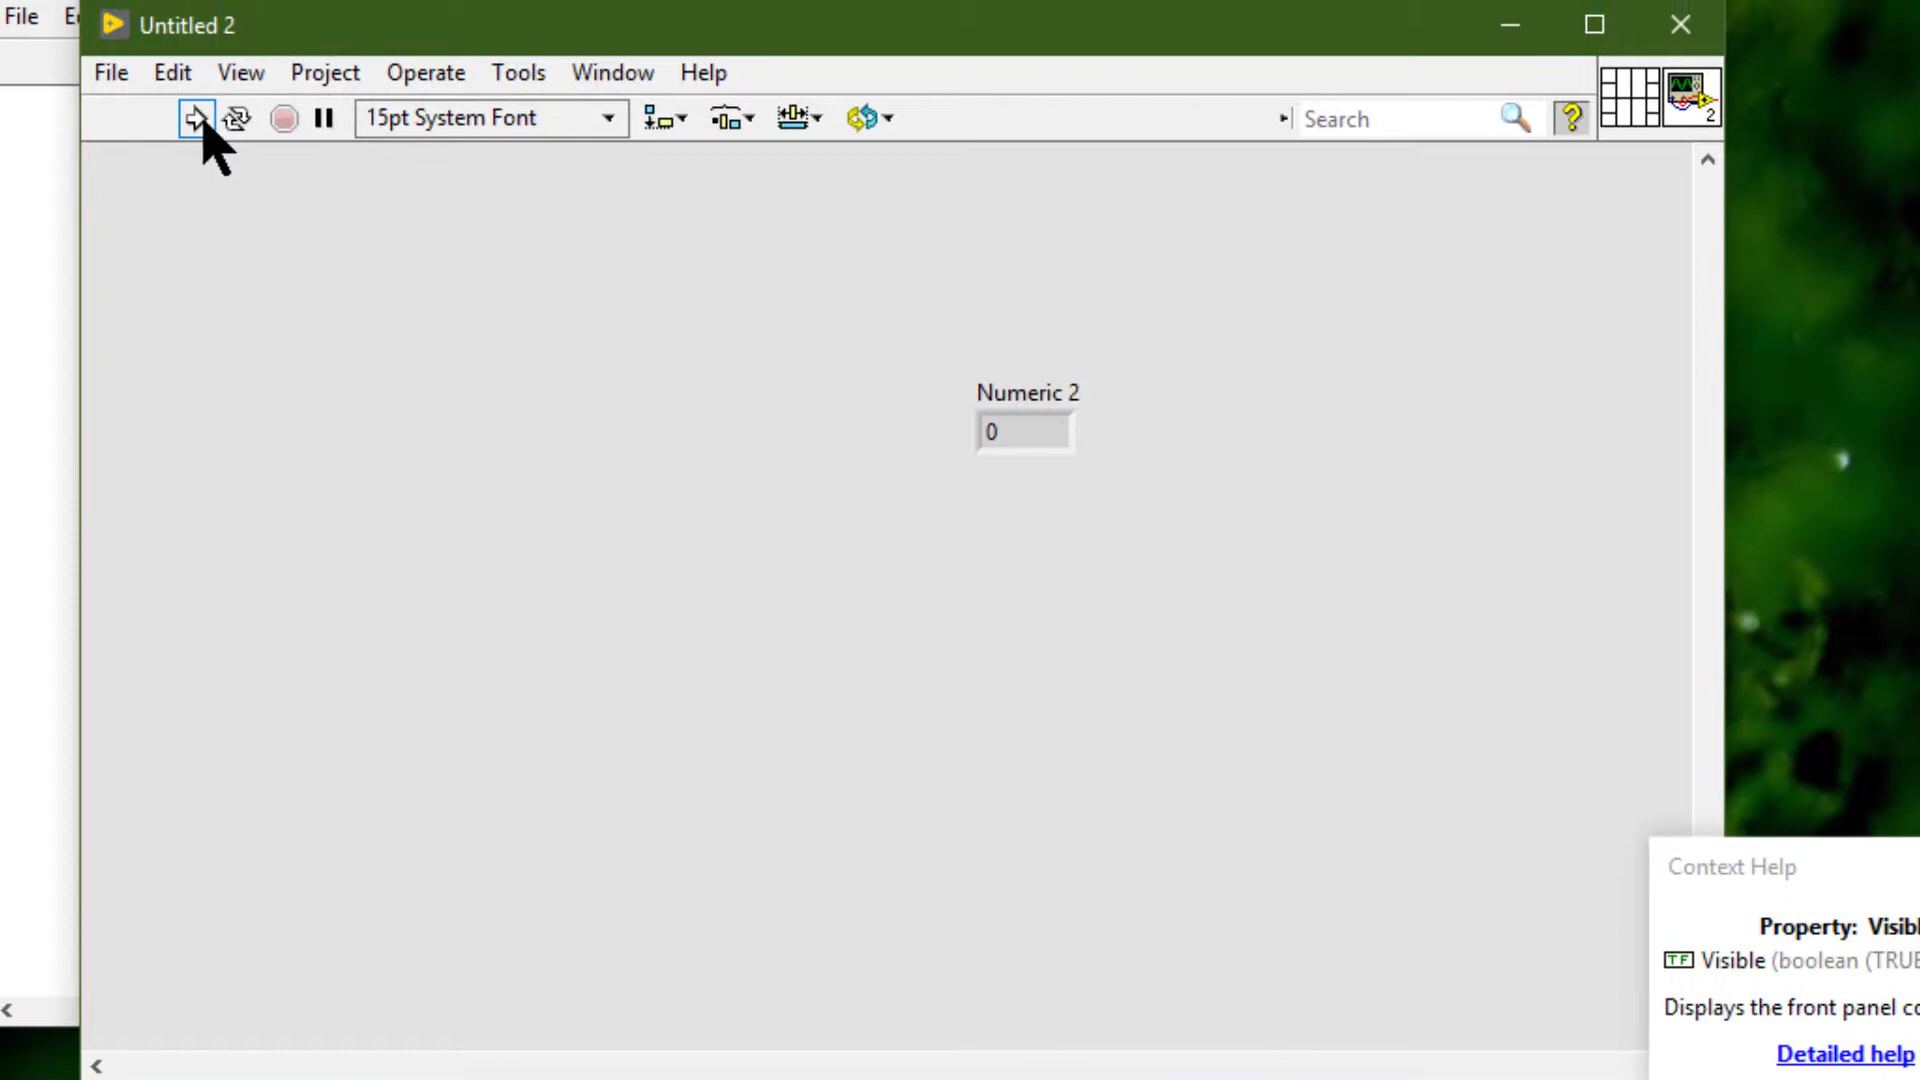 File
Untitled 2
File Edit View Project Operate Tools Window Help
15pt System Font
Search
?
2
Numeric 2
0
Context Help
Property: Visibl
TF Visible (boolean (TRUE
Displays the front panel co
Detailed help